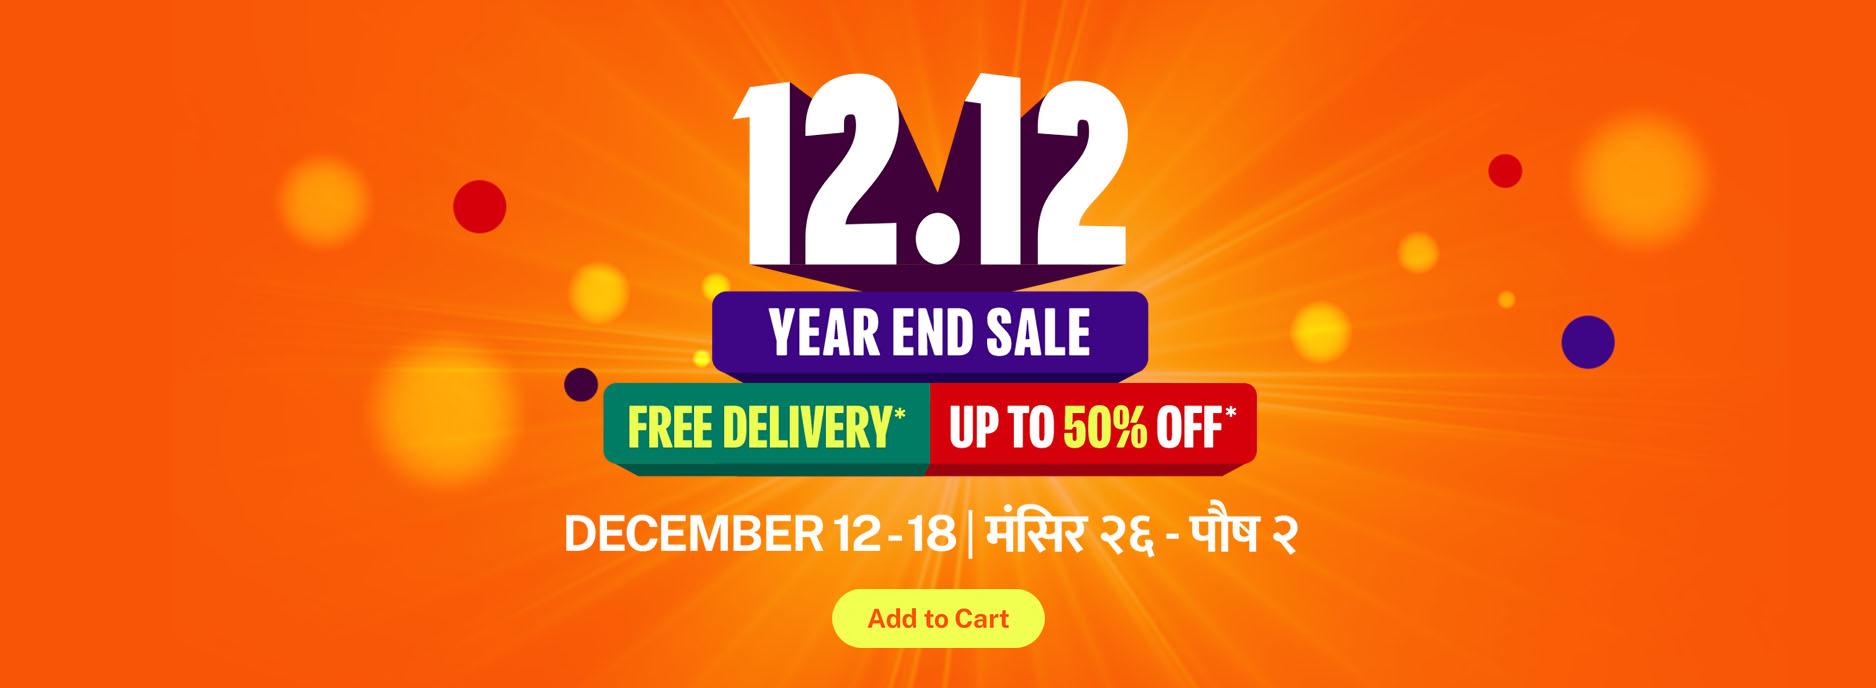 12.12
YEAR END SALE
FREE DELIVERY* UP TO 50% OFF*
DECEMBER 12-18 | मंसिर २६ - पौष २
Add to Cart